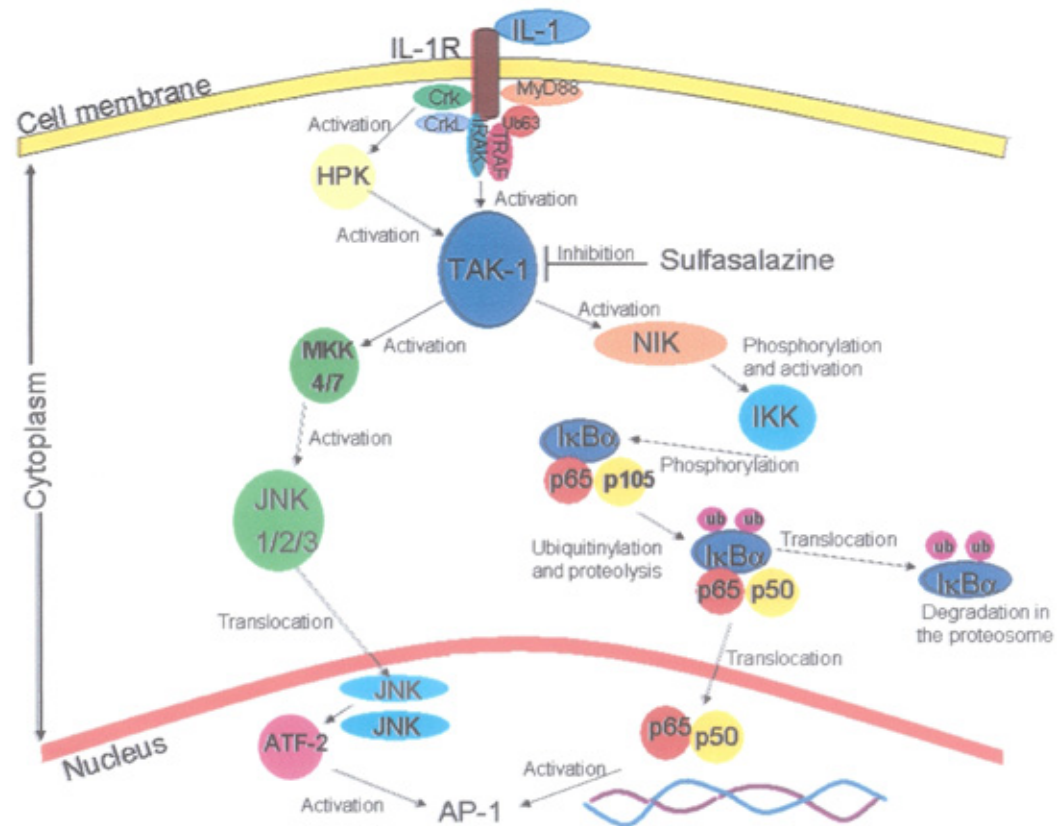 IL-1
IL-1R
Cell membrane
Crk
MyD88
Activation
CrkL
IRAK
TRAF
Ub63
HPK
Activation
Activation
TAK-1
Inhibition
Sulfasalazine
Activation
Activation
NIK
MKK
4/7
Phosphorylation
and activation
IKK
Activation
IκBα
Phosphorylation
p65
p105
Cytoplasm
JNK
1/2/3
ub
ub
Ubiquitinylation
and proteolysis
IκBα
Translocation
p65
p50
ub
ub
IκBα
Degradation in
the proteosome
Translocation
Translocation
JNK
JNK
ATF-2
Nucleus
p65
p50
Activation
Activation
AP-1